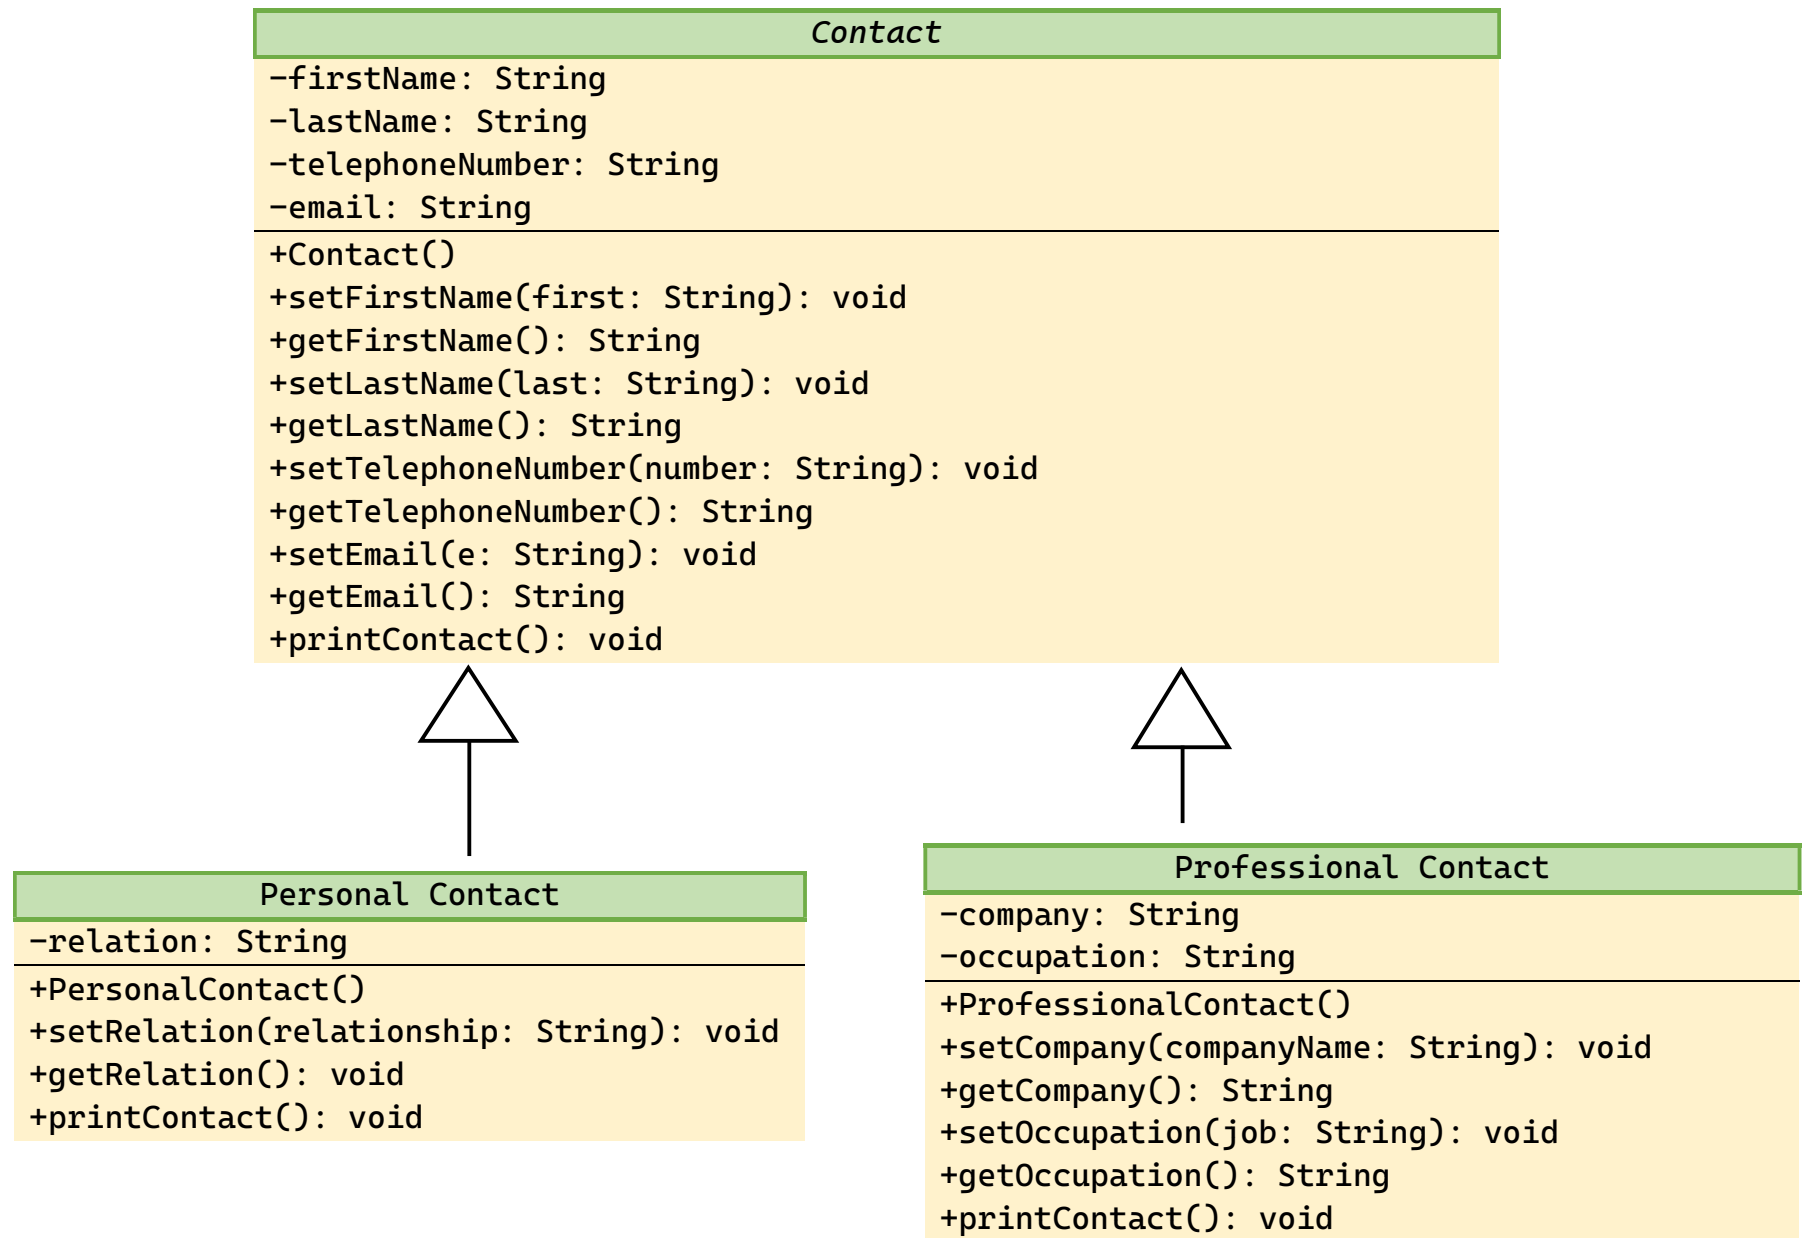 Contact
-firstName: String
-lastName: String
-telephoneNumber: String
-email: String
+Contact()
+setFirstName(first: String): void
+getFirstName(): String
+setLastName(last: String): void
+getLastName(): String
+setTelephoneNumber(number: String): void
+getTelephoneNumber(): String
+setEmail(e: String): void
+getEmail(): String
+printContact(): void
Personal Contact
-relation: String
+PersonalContact()
+setRelation(relationship: String): void
+getRelation(): void
+printContact(): void
Professional Contact
-company: String
-occupation: String
+ProfessionalContact()
+setCompany(companyName: String): void
+getCompany(): String
+setOccupation(job: String): void
+getOccupation(): String
+printContact(): void